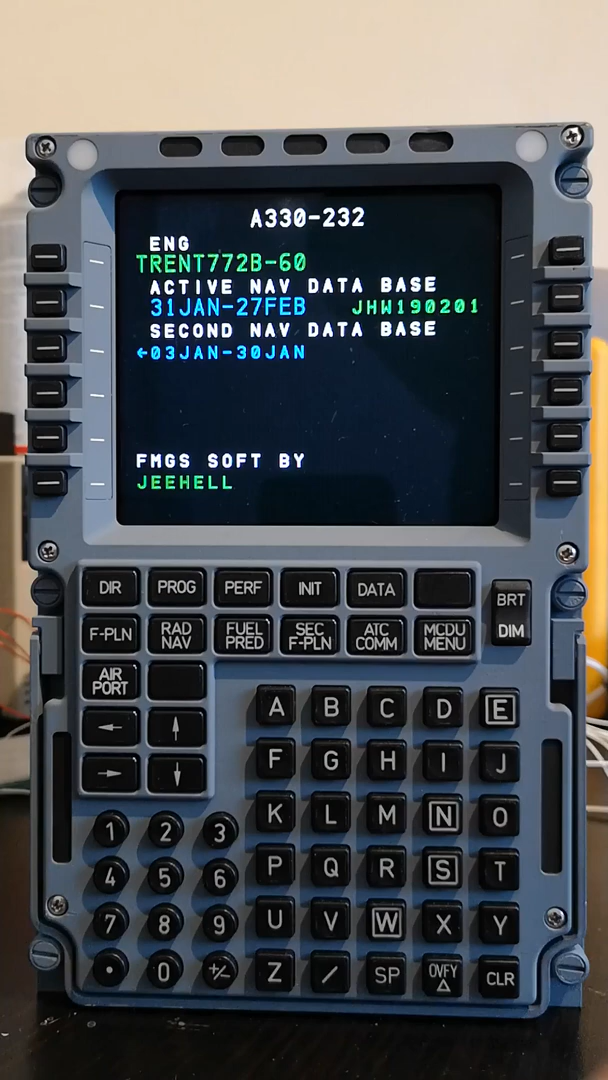 A330-232
ENG
TRENT772B-60
ACTIVE NAV DATA BASE
31JAN-27FEB JHW190201
SECOND NAV DATA BASE
←03JAN-30JAN
FMGS SOFT BY
JEEHELL
DIR PROG PERF INIT DATA
BRT
DIM
F-PLN RAD NAV FUEL PRED SEC F-PLN ATC COMM MCDU MENU
AIR PORT
← ↑
→ ↓
A B C D E
F G H I J
K L M N O
P Q R S T
U V W X Y
Z / SP OVFY △ CLR
1 2 3
4 5 6
7 8 9
• 0 +/-